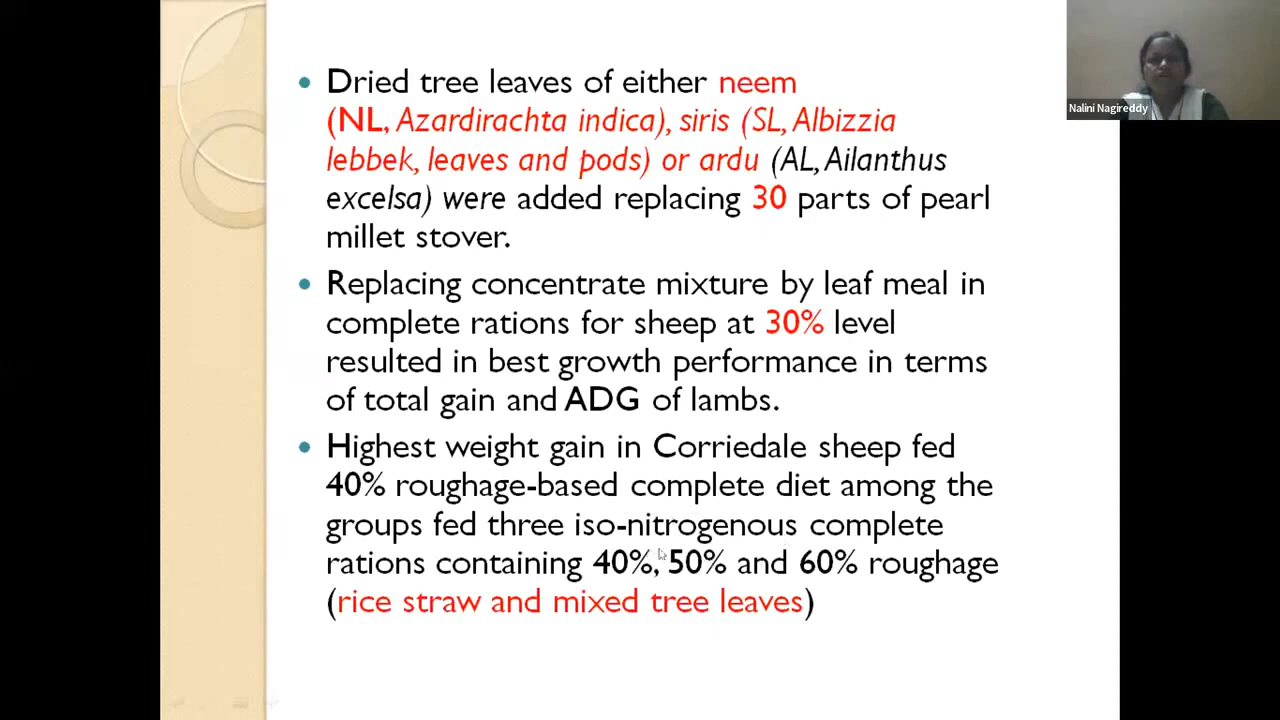 Dried tree leaves of either neem
(NL, Azardirachta indica), siris (SL, Albizzia
lebbek, leaves and pods) or ardu (AL, Ailanthus
excelsa) were added replacing 30 parts of pearl
millet stover.
Replacing concentrate mixture by leaf meal in
complete rations for sheep at 30% level
resulted in best growth performance in terms
of total gain and ADG of lambs.
Highest weight gain in Corriedale sheep fed
40% roughage-based complete diet among the
groups fed three iso-nitrogenous complete
rations containing 40%, 50% and 60% roughage
(rice straw and mixed tree leaves)
Nalini Nagireddy